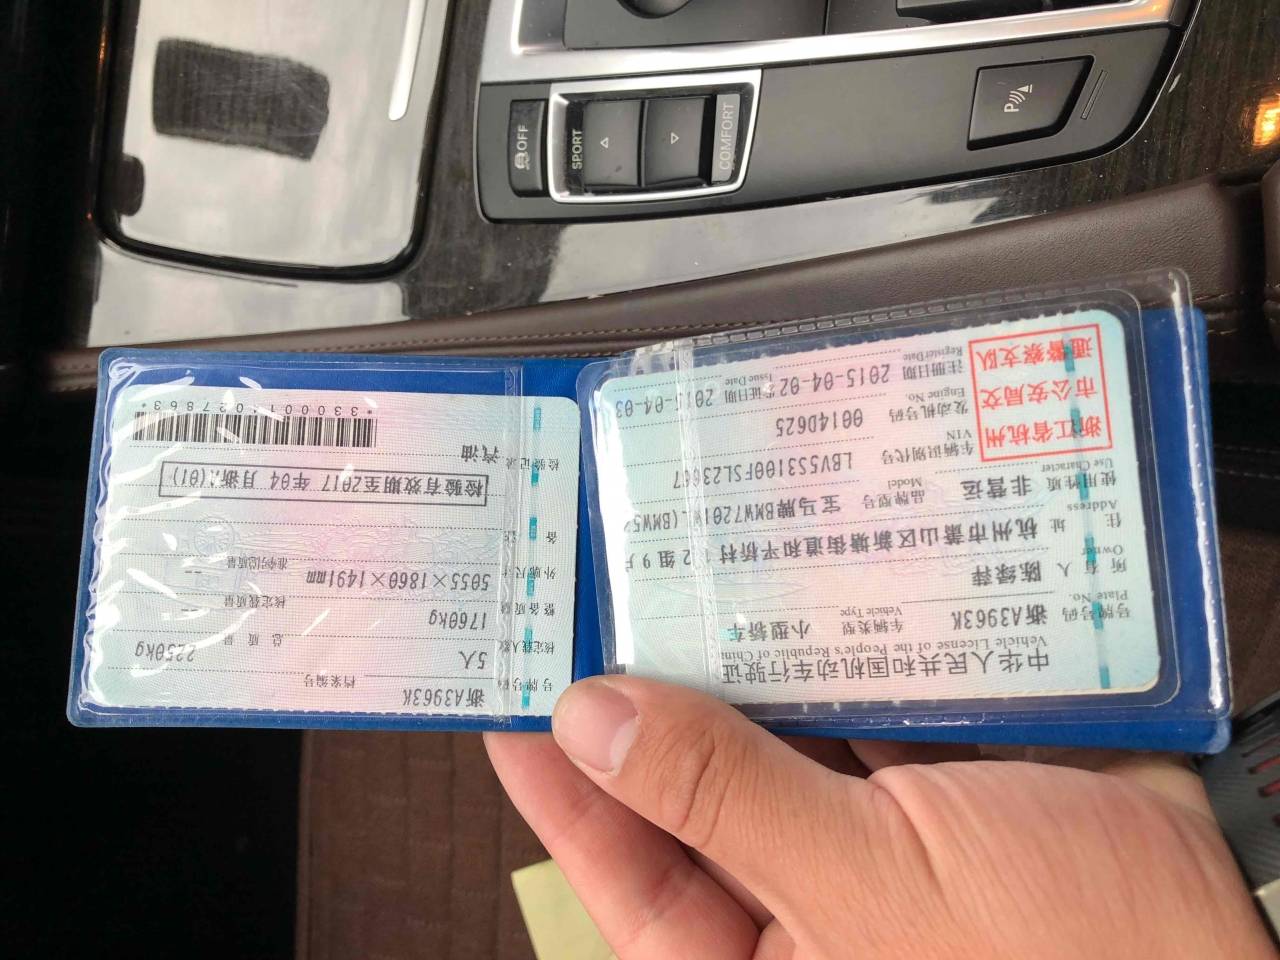 OFF
SPORT
COMFORT
P
中华人民共和国机动车行驶证
Vehicle License of the People's Republic of China
号牌号码 浙A3963K 车辆类型 小型轿车
Plate No. Vehicle Type
所有人
Owner
住址 杭州市萧山区新塘街道和平桥村
Address
使用性质 非营运 品牌型号 宝马牌BMW7201
Use Character Model
车辆识别代号
VIN
发动机号码 0014D625
Engine No.
注册日期 2015-04-02 发证日期 2015-04-03
Register Date Issue Date
浙江省杭州
市公安局交
通警察支队
号牌号码 浙A3963K 档案编号
核定载人数 5人 总质量 2250kg
整备质量 1760kg 核定载质量 --
外廓尺寸 5055×1860×1491mm 准牵引总质量 --
备注
检验有效期至2017年04月浙A(01)
检验记录 汽油